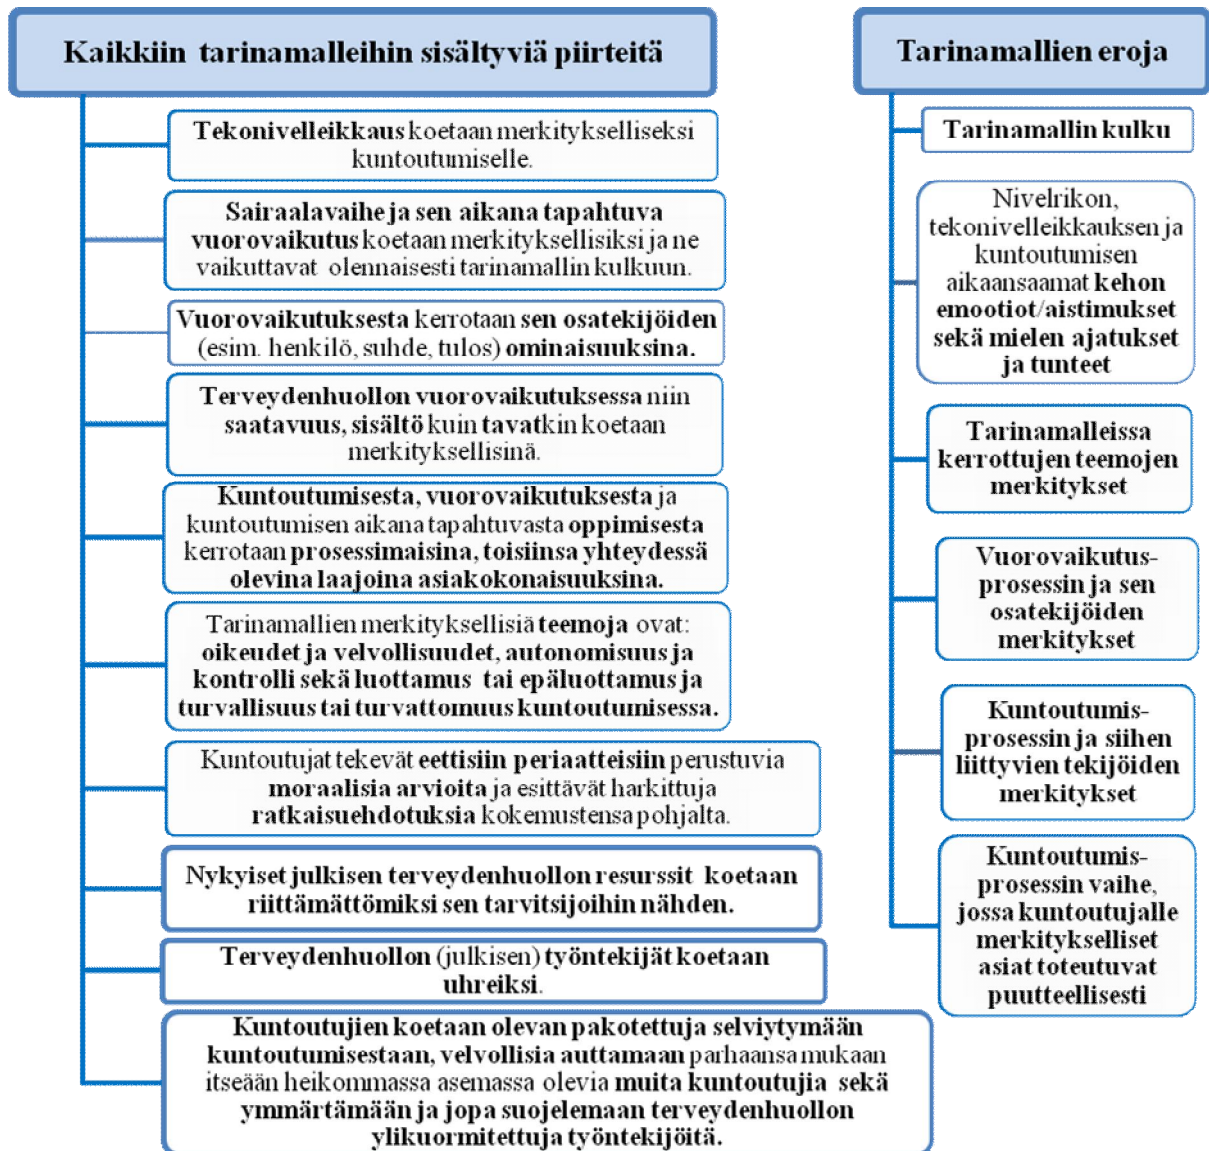 Kaikkiin tarinamalleihin sisältyviä piirteitä
Tekonivelleikkaus koetaan merkitykselliseksi
kuntoutumiselle.
Sairaalavaihe ja sen aikana tapahtuva
vuorovaikutus koetaan merkityksellisiksi ja ne
vaikuttavat olennaisesti tarinamallin kulkuun.
Vuorovaikutuksesta kerrotaan sen osatekijöiden
(esim. henkilö, suhde, tulos) ominaisuuksina.
Terveydenhuollon vuorovaikutuksessa niin
saatavuus, sisältö kuin tavatkin koetaan
merkityksellisinä.
Kuntoutumisesta, vuorovaikutuksesta ja
kuntoutumisen aikana tapahtuvasta oppimisesta
kerrotaan prosessimaisina, toisiinsa yhteydessä
olevina laajoina asiakokonaisuuksina.
Tarinamallien merkityksellisiä teemoja ovat:
oikeudet ja velvollisuudet, autonomisuus ja
kontrolli sekä luottamus tai epäluottamus ja
turvallisuus tai turvattomuus kuntoutumisessa.
Kuntoutujat tekevät eettisiin periaatteisiin perustuvia
moraalisia arvioita ja esittävät harkittuja
ratkaisuehdotuksia kokemustensa pohjalta.
Nykyiset julkisen terveydenhuollon resurssit koetaan
riittämättömiksi sen tarvitsijoihin nähden.
Terveydenhuollon (julkisen) työntekijät koetaan
uhreiksi.
Kuntoutujien koetaan olevan pakotettuja selviytymään
kuntoutumisestaan, velvollisia auttamaan parhaansa mukaan
itseään heikommassa asemassa olevia muita kuntoutujia sekä
ymmärtämään ja jopa suojelemaan terveydenhuollon
ylikuormitettuja työntekijöitä.
Tarinamallien eroja
Tarinamallin kulku
Nivelrikon,
tekonivelleikkauksen ja
kuntoutumisen
aikaansaamat kehon
emootiot/aistimukset
sekä mielen ajatukset
ja tunteet
Tarinamalleissa
kerrottujen teemojen
merkitykset
Vuorovaikutus-
prosessin ja sen
osatekijöiden
merkitykset
Kuntoutumis-
prosessin ja siihen
liittyvien tekijöiden
merkitykset
Kuntoutumis-
prosessin vaihe,
jossa kuntoutujalle
merkitykselliset
asiat toteutuvat
puutteellisesti